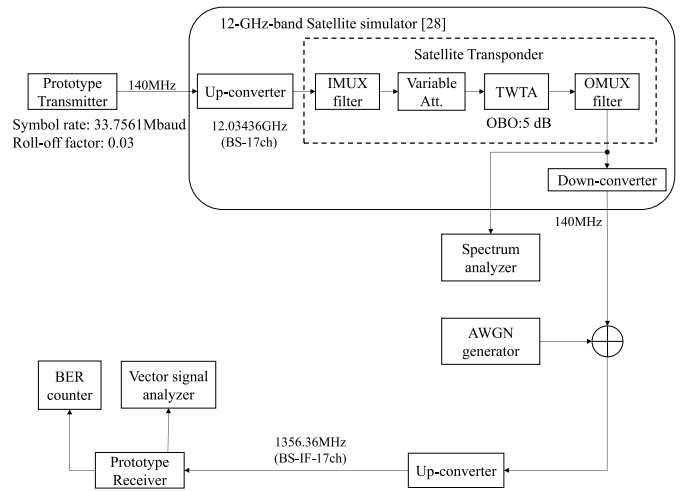 12-GHz-band Satellite simulator [28]
Satellite Transponder
Prototype
Transmitter
140MHz
Up-converter
IMUX
filter
Variable
Att.
TWTA
OMUX
filter
Symbol rate: 33.7561Mbaud
Roll-off factor: 0.03
12.03436GHz
(BS-17ch)
OBO:5 dB
Down-converter
140MHz
Spectrum
analyzer
AWGN
generator
BER
counter
Vector signal
analyzer
1356.36MHz
(BS-IF-17ch)
Prototype
Receiver
Up-converter